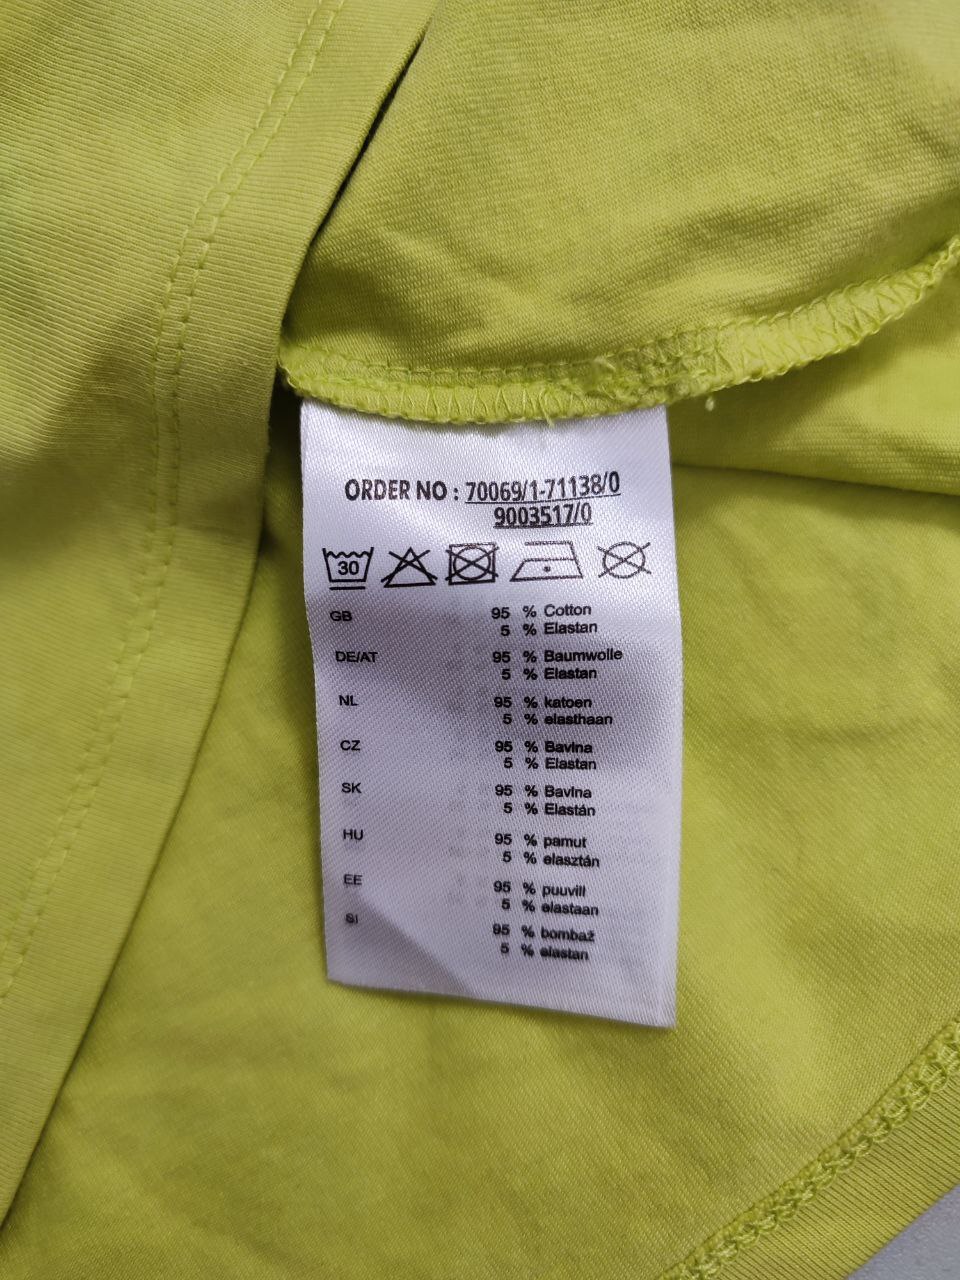 ORDER NO : 70069/1-71138/0
9003517/0
30
GB 95 % Cotton
5 % Elastan
DE/AT 95 % Baumwolle
5 % Elastan
NL 95 % katoen
5 % elasthaan
CZ 95 % Bavlna
5 % Elastan
SK 95 % Bavlna
5 % Elastán
HU 95 % pamut
5 % elasztán
EE 95 % puuvill
5 % elastaan
SI 95 % bombaž
5 % elastan